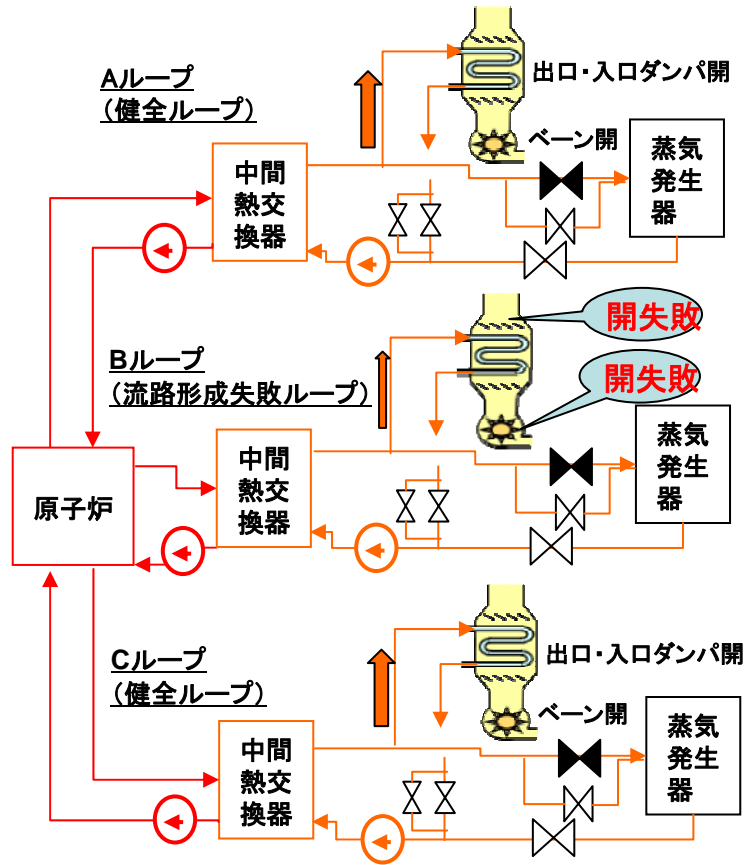 Aループ
（健全ループ）
出口・入口ダンパ開
ベーン開
中間
熱交
換器
蒸気
発生
器
Bループ
（流路形成失敗ループ）
開失敗
開失敗
中間
熱交
換器
蒸気
発生
器
原子炉
Cループ
（健全ループ）
出口・入口ダンパ開
ベーン開
中間
熱交
換器
蒸気
発生
器